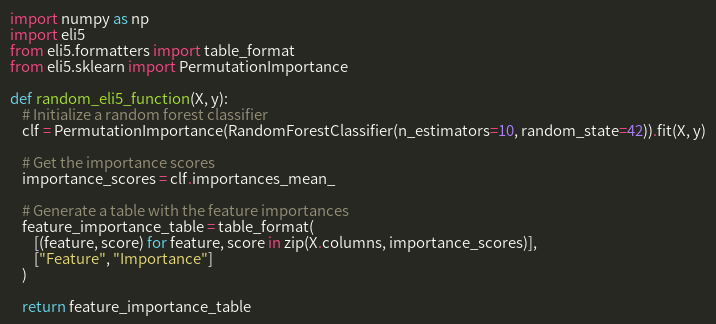 import numpy as np
import eli5
from eli5.formatters import table_format
from eli5.sklearn import PermutationImportance

def random_eli5_function(X, y):
    # Initialize a random forest classifier
    clf = PermutationImportance(RandomForestClassifier(n_estimators=10, random_state=42)).fit(X, y)

    # Get the importance scores
    importance_scores = clf.importances_mean_

    # Generate a table with the feature importances
    feature_importance_table = table_format(
        [(feature, score) for feature, score in zip(X.columns, importance_scores)],
        ["Feature", "Importance"]
    )

    return feature_importance_table